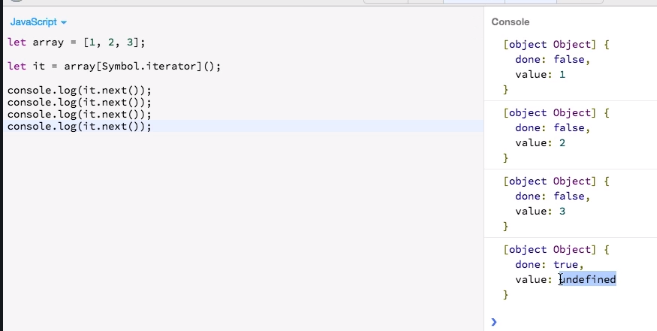 JavaScript
let array = [1, 2, 3];
let it = array[Symbol.iterator]();
console.log(it.next());
console.log(it.next());
console.log(it.next());
console.log(it.next());
Console
[object Object] {
done: false,
value: 1
}
[object Object] {
done: false,
value: 2
}
[object Object] {
done: false,
value: 3
}
[object Object] {
done: true,
value: undefined
}